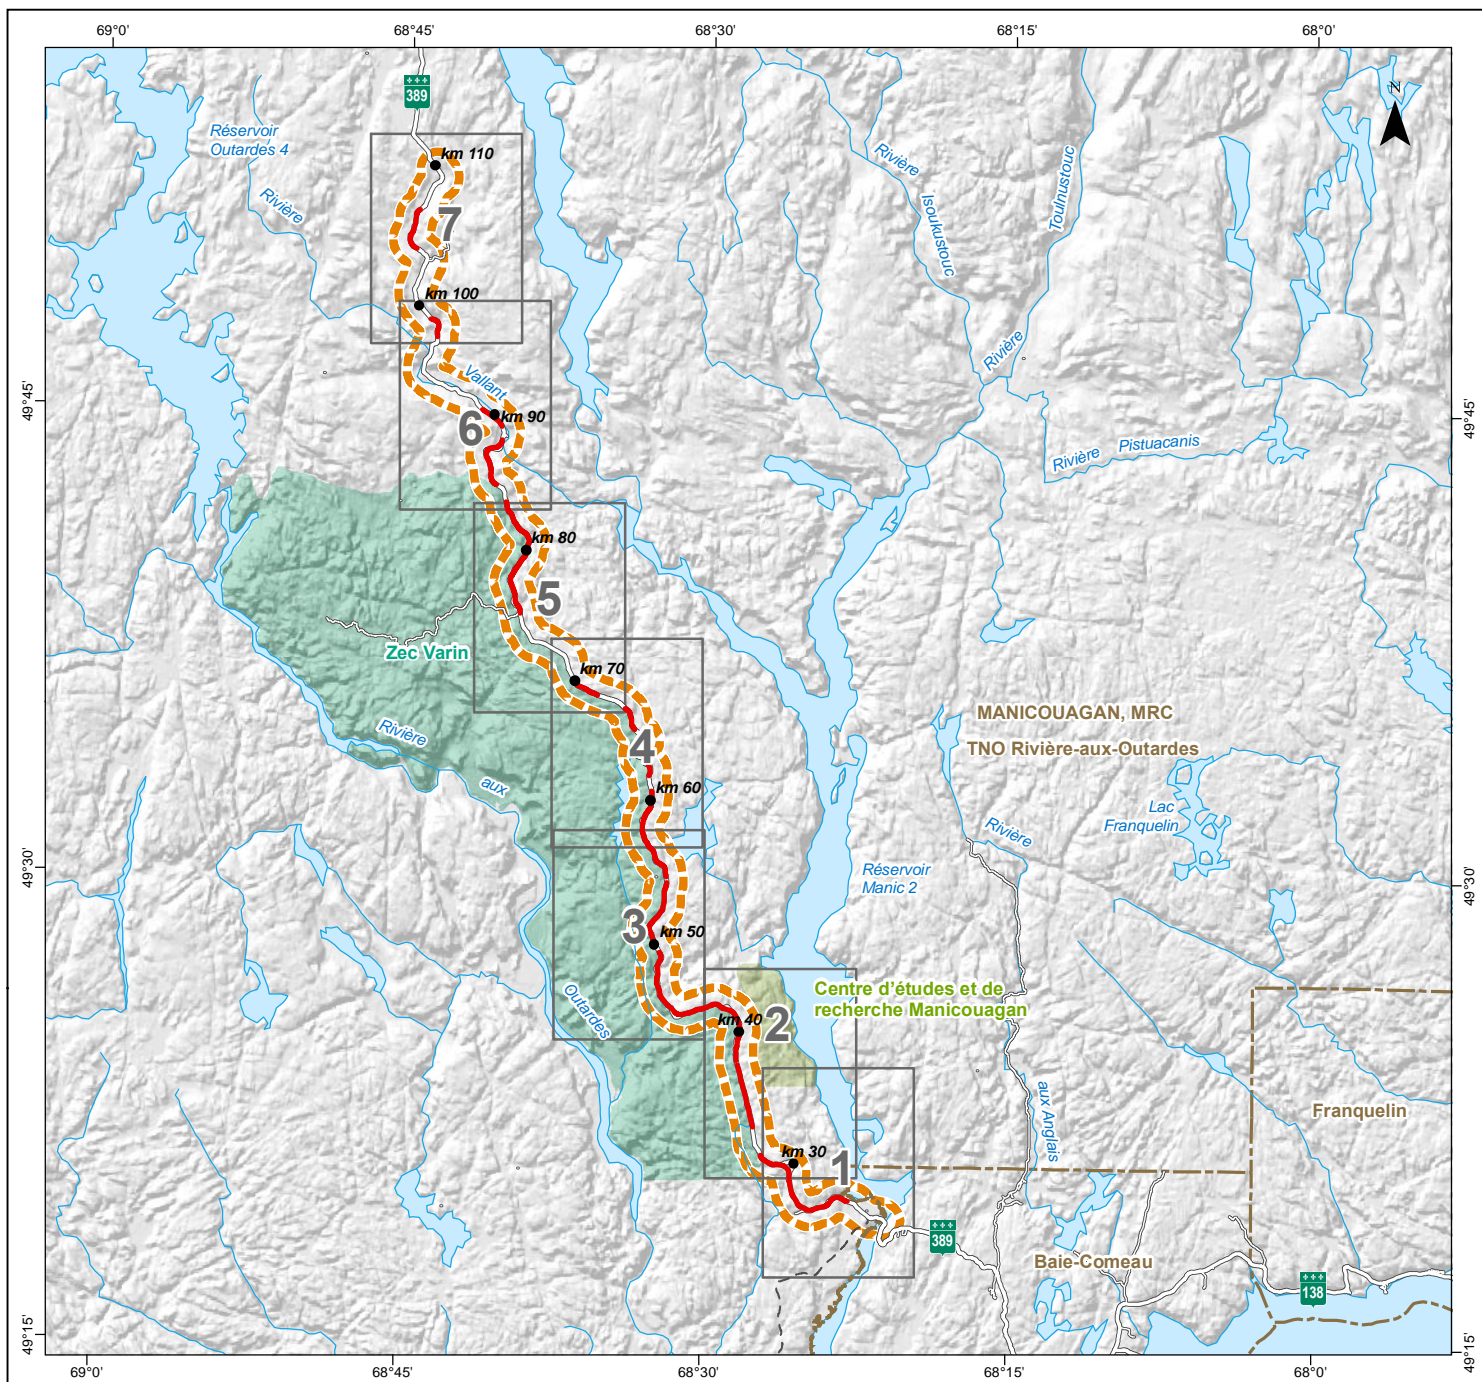 69°0'
68°45'
68°30'
68°15'
68°0'
389
N
Réservoir
Outardes 4
km 110
Rivière
Rivière
Isoukustouc
Toulnustouc
7
km 100
Rivière
Vallant
49°45'
49°45'
km 90
6
Rivière
Pistuacanis
km 80
5
Zec Varin
km 70
MANICOUAGAN, MRC
TNO Rivière-aux-Outardes
Rivière
4
aux
km 60
Lac
Franquelin
Rivière
49°30'
49°30'
Réservoir
Manic 2
3
km 50
Outardes
Centre d'études et de
recherche Manicouagan
km 40
2
aux Anglais
Franquelin
km 30
1
389
Baie-Comeau
138
49°15'
49°15'
69°0'
68°45'
68°30'
68°15'
68°0'